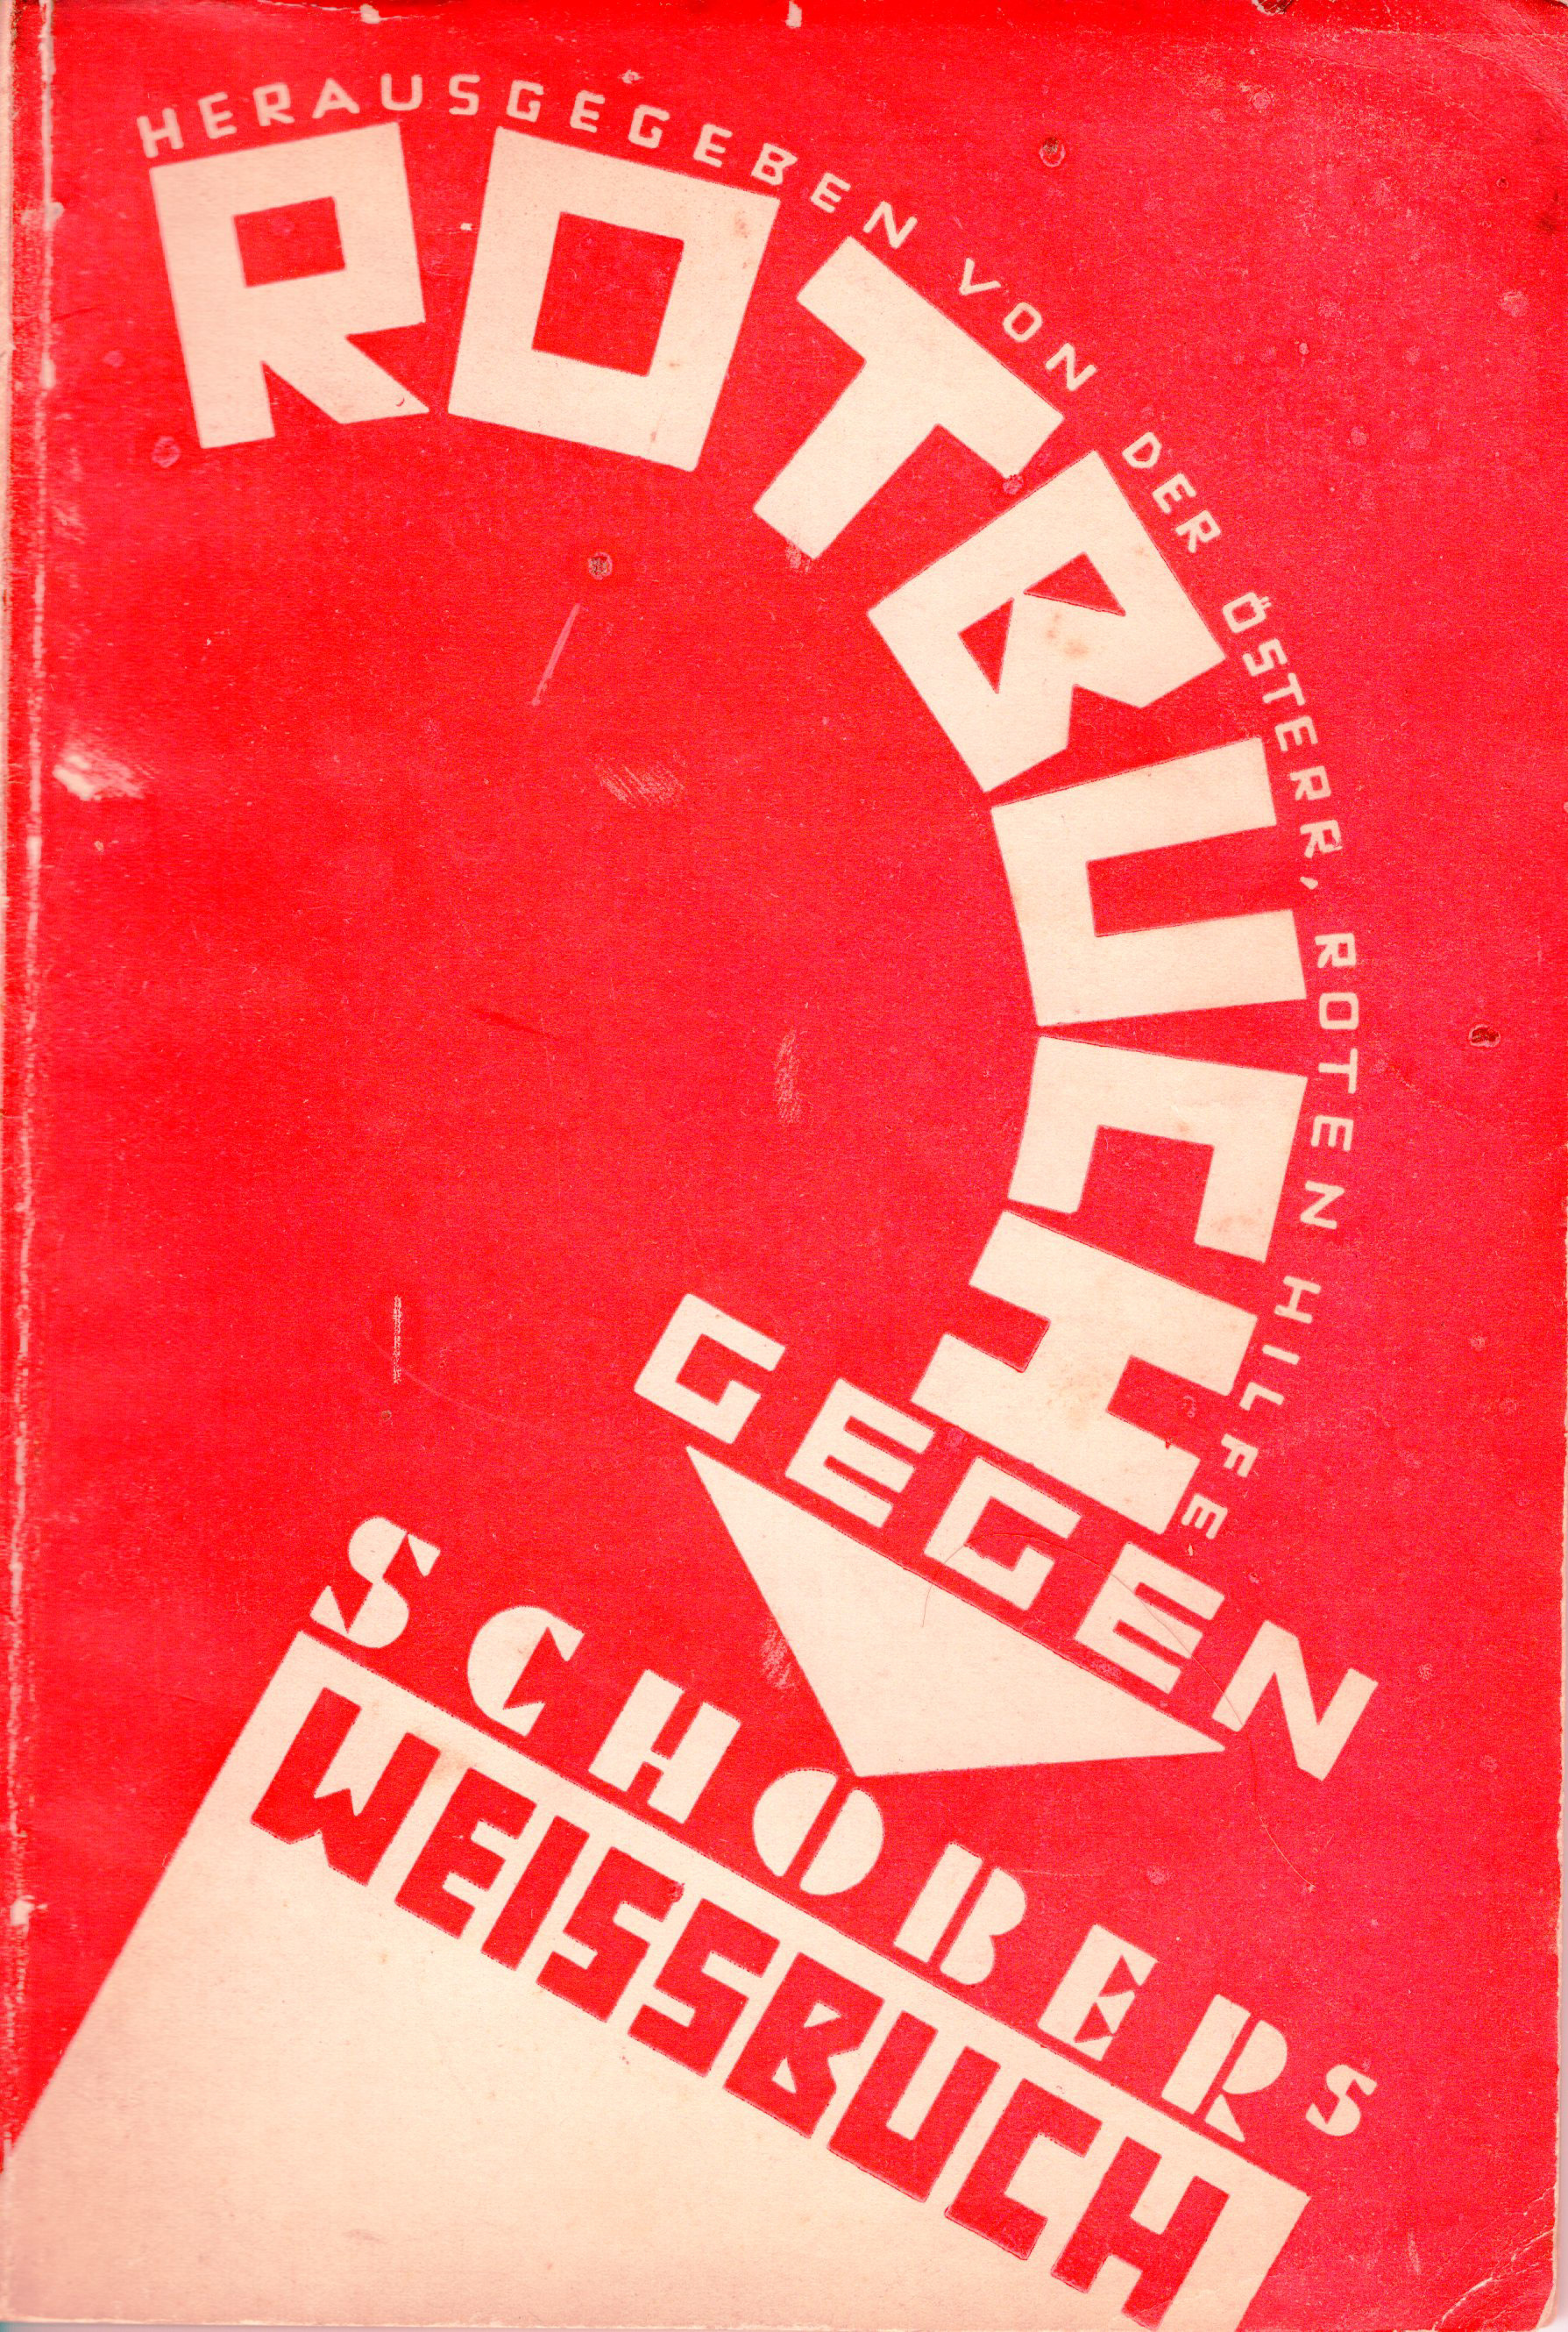 HERAUSGEGEBEN VON DER ÖSTERR. ROTEN HILFE
ROTBUCH
GEGEN
SCHOBERS
WEISSBUCH